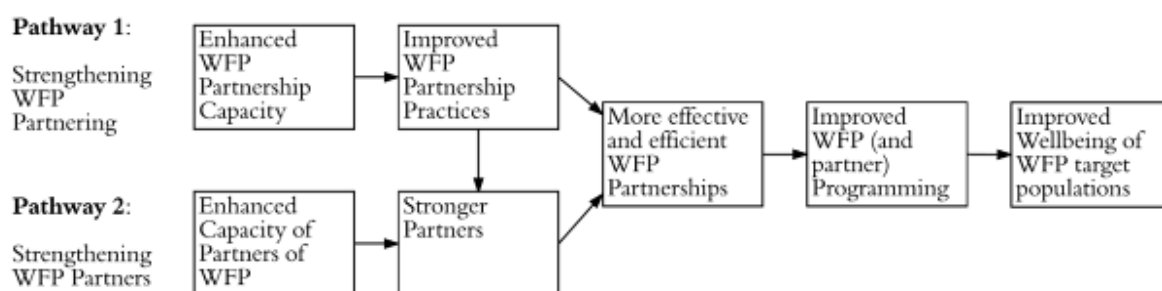 Pathway 1:
Strengthening
WFP
Partnering
Enhanced
WFP
Partnership
Capacity
Improved
WFP
Partnership
Practices
More effective
and efficient
WFP
Partnerships
Improved
WFP (and
partner)
Programming
Improved
Wellbeing of
WFP target
populations
Pathway 2:
Strengthening
WFP Partners
Enhanced
Capacity of
Partners of
WFP
Stronger
Partners